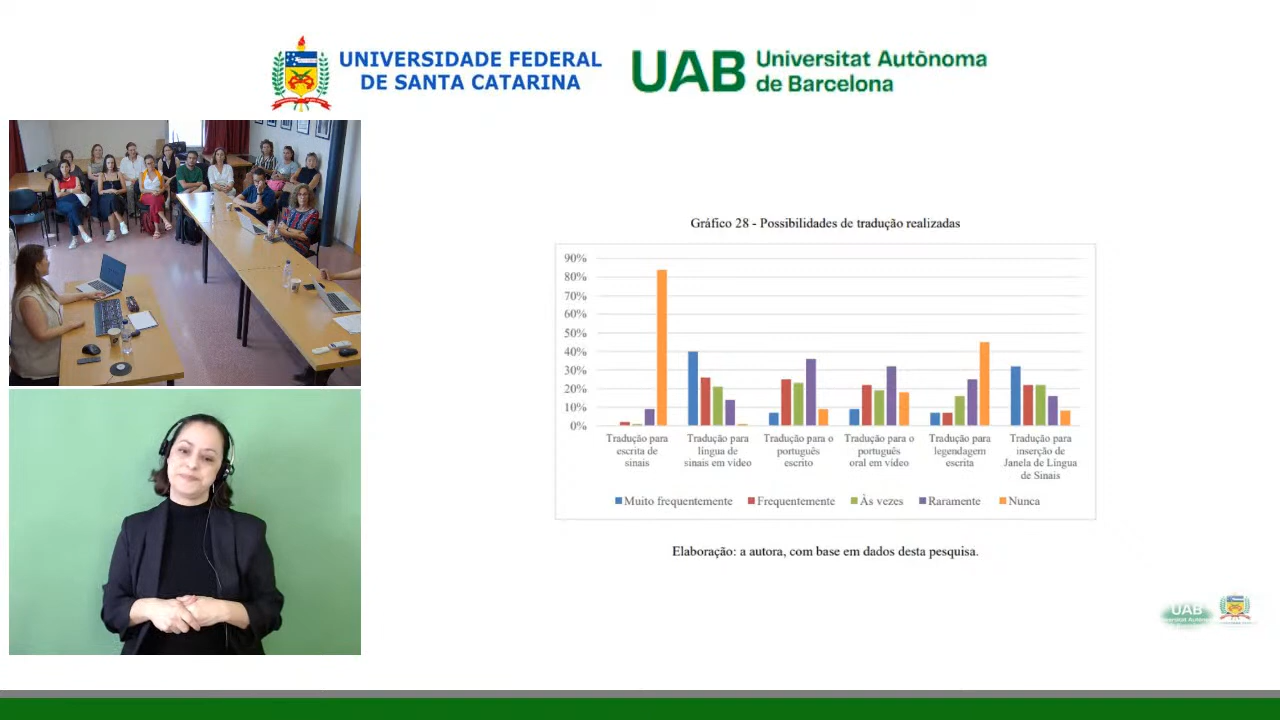 UNIVERSIDADE FEDERAL
DE SANTA CATARINA
UAB
Universitat Autònoma
de Barcelona
Gráfico 28 - Possibilidades de tradução realizadas
90%
80%
70%
60%
50%
40%
30%
20%
10%
0%
Tradução para
escrita de
sinais
Tradução para
língua de
sinais em vídeo
Tradução para o
português
escrito
Tradução para o
português
oral em vídeo
Tradução para
legendagem
escrita
Tradução para
inserção de
Janela de Língua
de Sinais
Muito frequentemente
Frequentemente
Às vezes
Raramente
Nunca
Elaboração: a autora, com base em dados desta pesquisa.
UAB